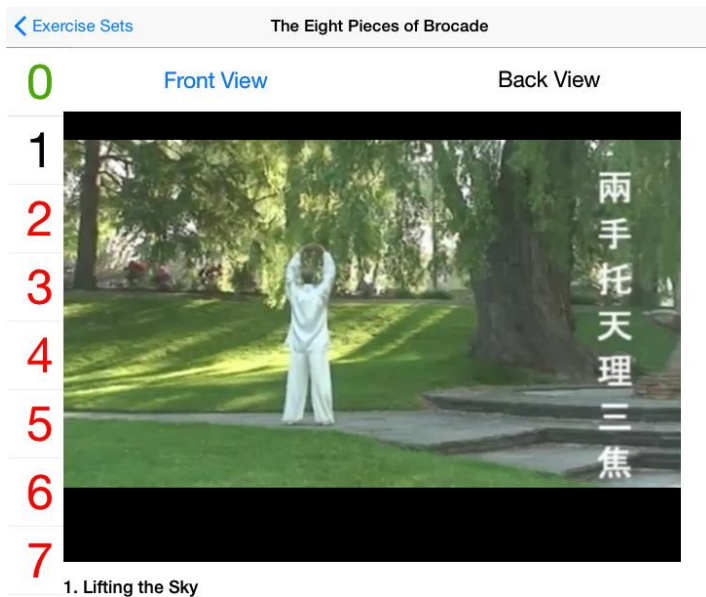 Exercise Sets
The Eight Pieces of Brocade
0
Front View
Back View
1
2
3
4
5
6
7
兩手托天理三焦
1. Lifting the Sky